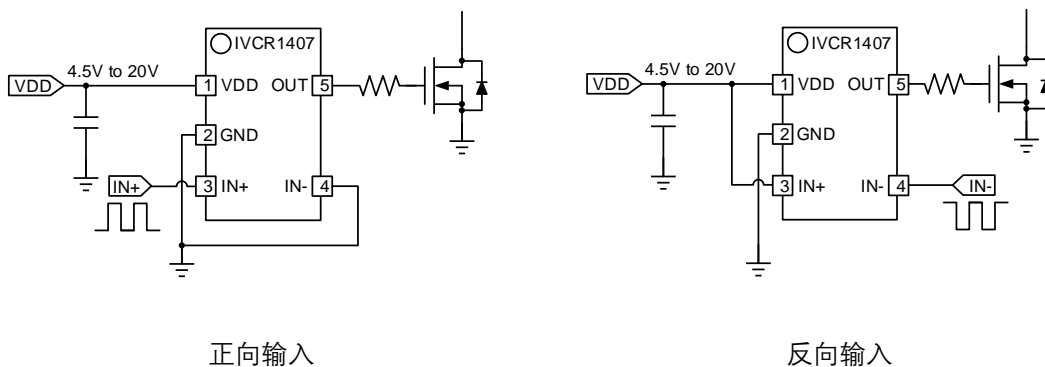 IVCR1407
VDD
4.5V to 20V
1
VDD
OUT
5
2
GND
IN+
3
IN+
IN-
4
正向输入
IVCR1407
VDD
4.5V to 20V
1
VDD
OUT
5
2
GND
3
IN+
IN-
4
IN-
反向输入